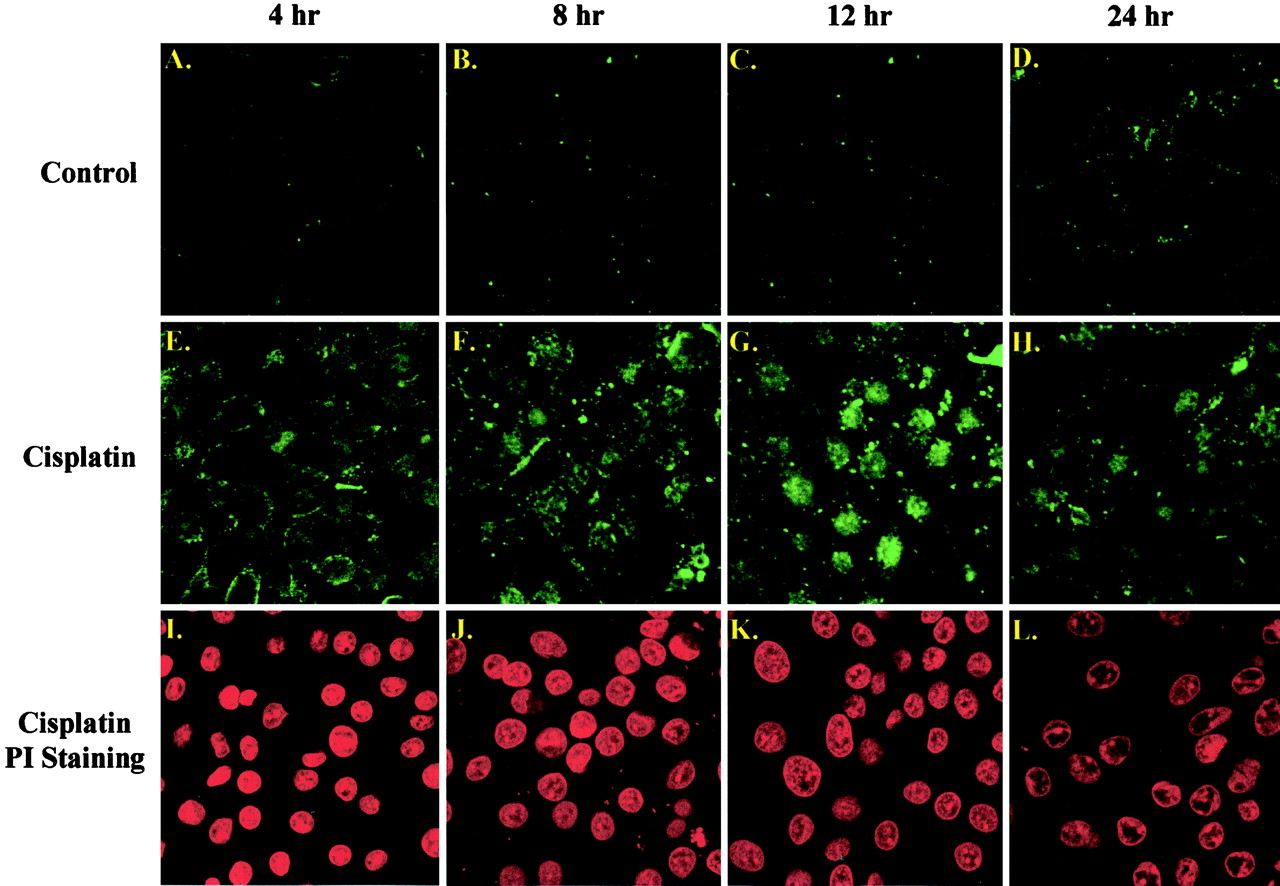 4 hr 8 hr 12 hr 24 hr
Control
A. B. C. D.
Cisplatin
E. F. G. H.
Cisplatin
PI Staining
I. J. K. L.